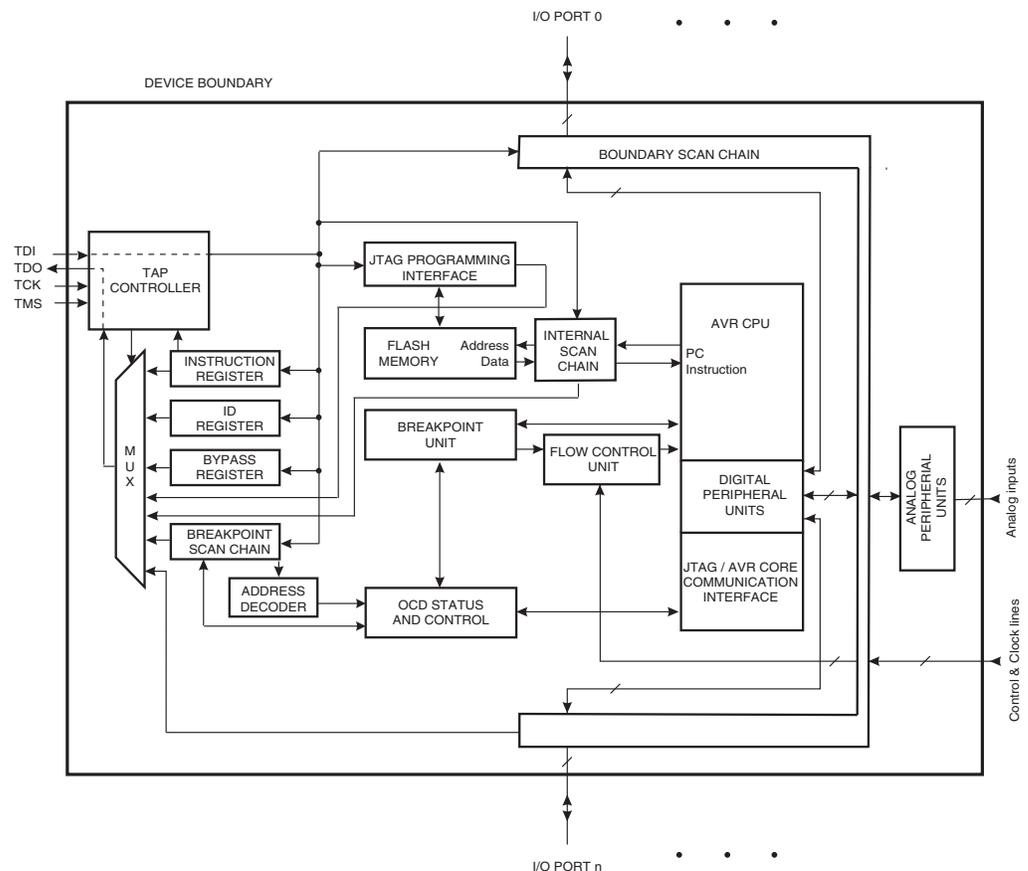 I/O PORT 0
DEVICE BOUNDARY
BOUNDARY SCAN CHAIN
TDI
TDO
TCK
TMS
TAP
CONTROLLER
JTAG PROGRAMMING
INTERFACE
AVR CPU
FLASH
MEMORY
Address
Data
INTERNAL
SCAN
CHAIN
PC
Instruction
INSTRUCTION
REGISTER
ID
REGISTER
M
U
X
BREAKPOINT
UNIT
FLOW CONTROL
UNIT
BYPASS
REGISTER
DIGITAL
PERIPHERAL
UNITS
ANALOG
PERIPHERIAL
UNITS
Analog inputs
BREAKPOINT
SCAN CHAIN
ADDRESS
DECODER
OCD STATUS
AND CONTROL
JTAG / AVR CORE
COMMUNICATION
INTERFACE
Control & Clock lines
I/O PORT n